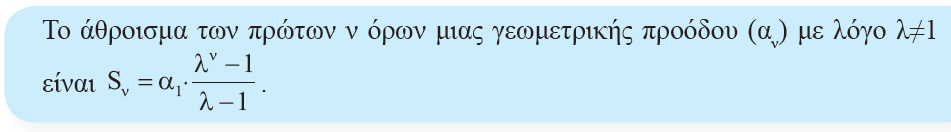 Το άθροισμα των πρώτων ν όρων μιας γεωμετρικής προόδου (α_ν) με λόγο λ≠1
είναι S_ν = α_1 · (λ^ν − 1)/(λ − 1) .